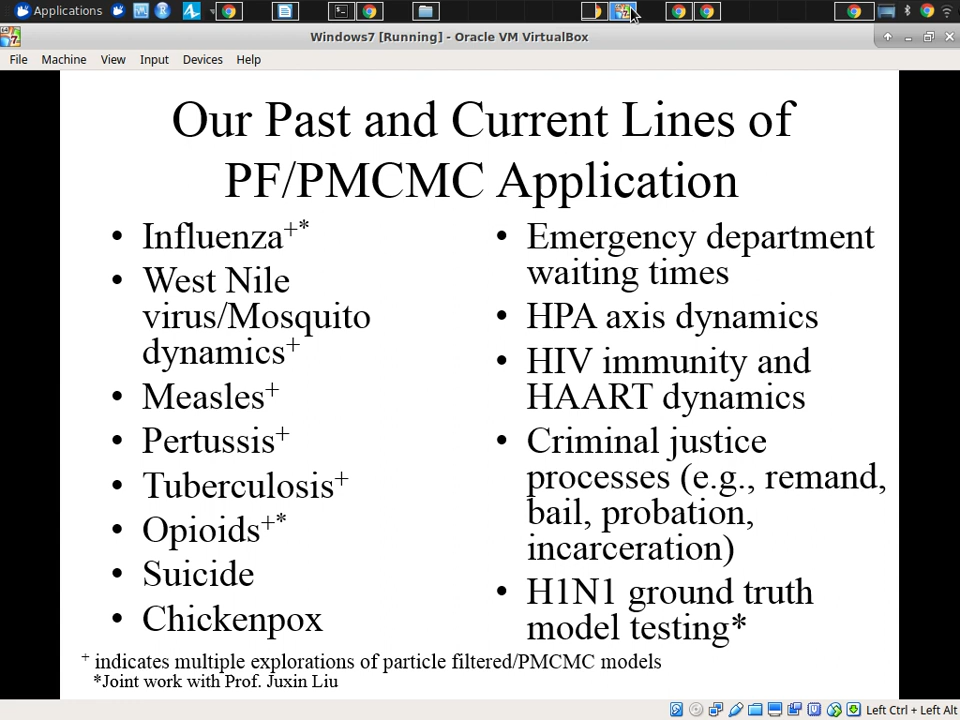 Applications
Windows7 [Running] - Oracle VM VirtualBox
File Machine View Input Devices Help
Our Past and Current Lines of
PF/PMCMC Application
• Influenza+*
• West Nile
virus/Mosquito
dynamics+
• Measles+
• Pertussis+
• Tuberculosis+
• Opioids+*
• Suicide
• Chickenpox
• Emergency department
waiting times
• HPA axis dynamics
• HIV immunity and
HAART dynamics
• Criminal justice
processes (e.g., remand,
bail, probation,
incarceration)
• H1N1 ground truth
model testing*
+ indicates multiple explorations of particle filtered/PMCMC models
*Joint work with Prof. Juxin Liu
Left Ctrl + Left Alt